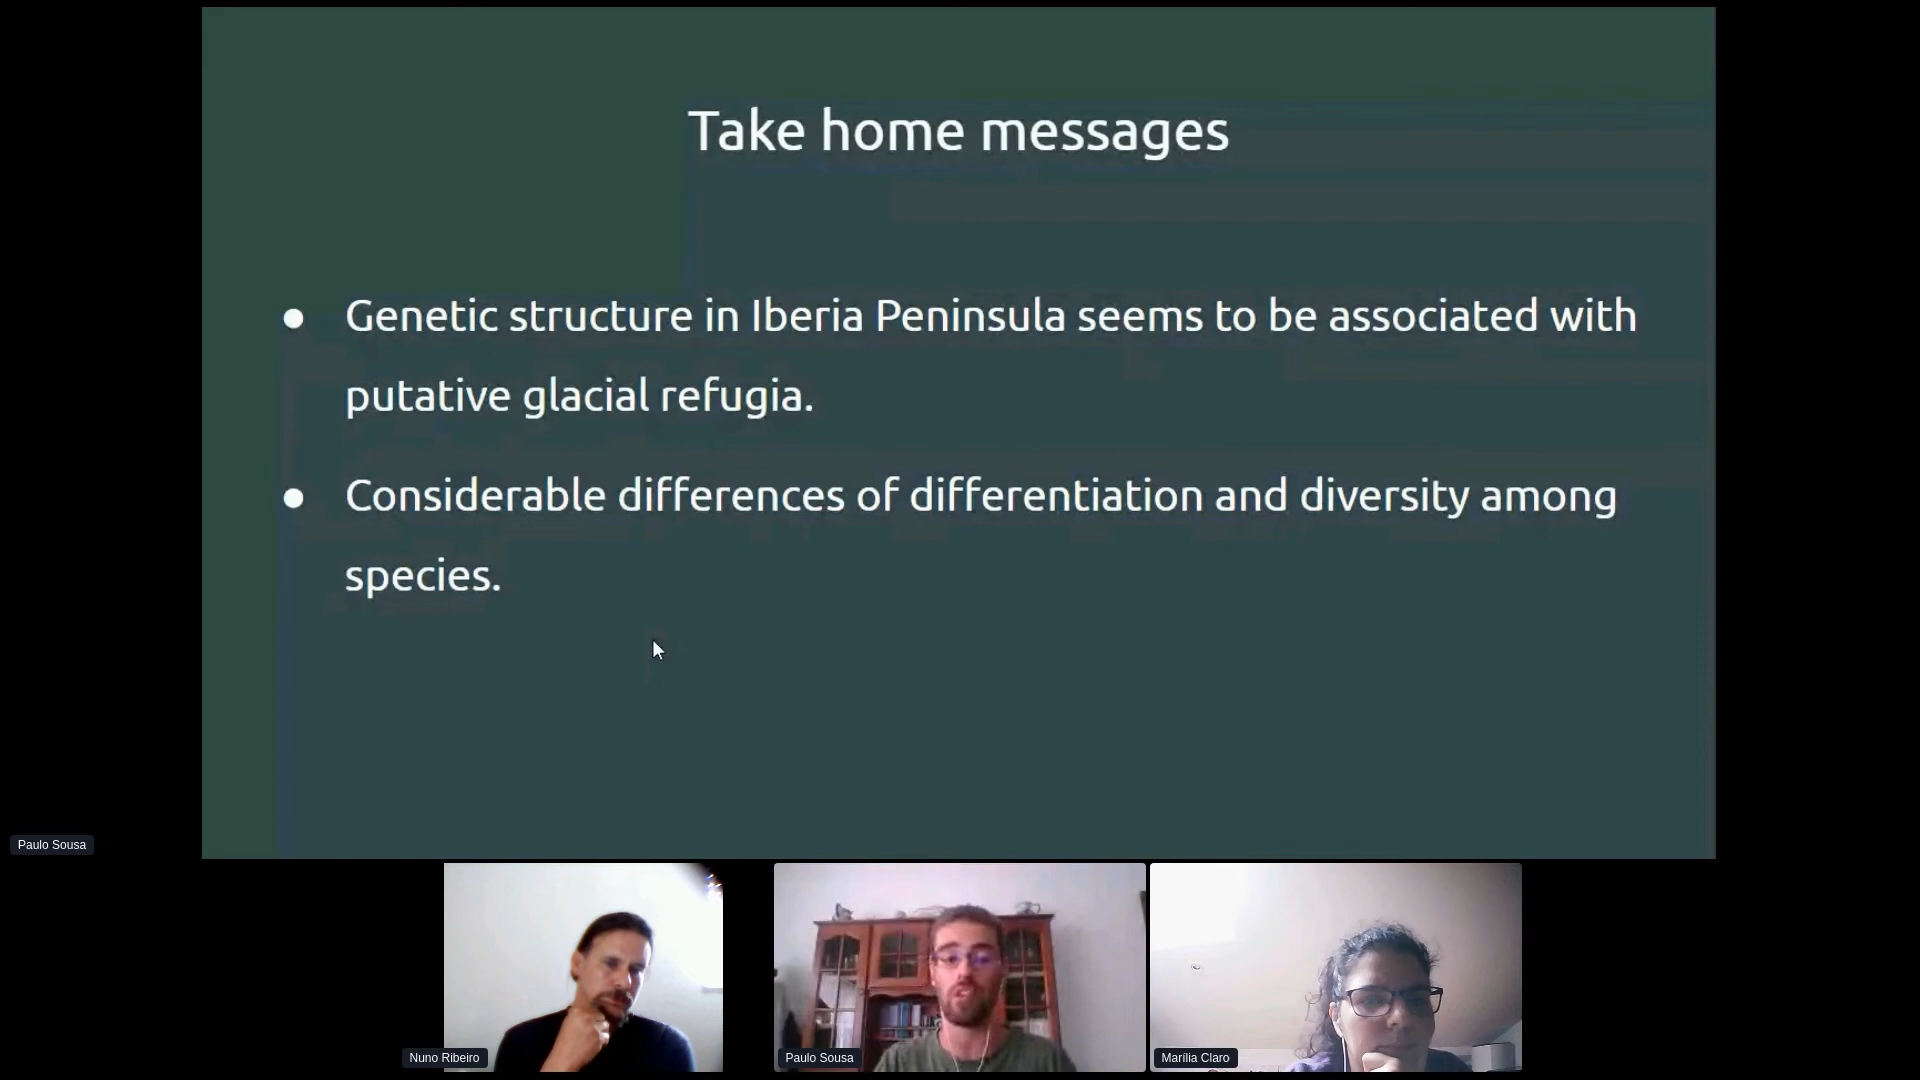 Take home messages
● Genetic structure in Iberia Peninsula seems to be associated with
putative glacial refugia.
● Considerable differences of differentiation and diversity among
species.
Paulo Sousa
Nuno Ribeiro
Paulo Sousa
Marília Claro